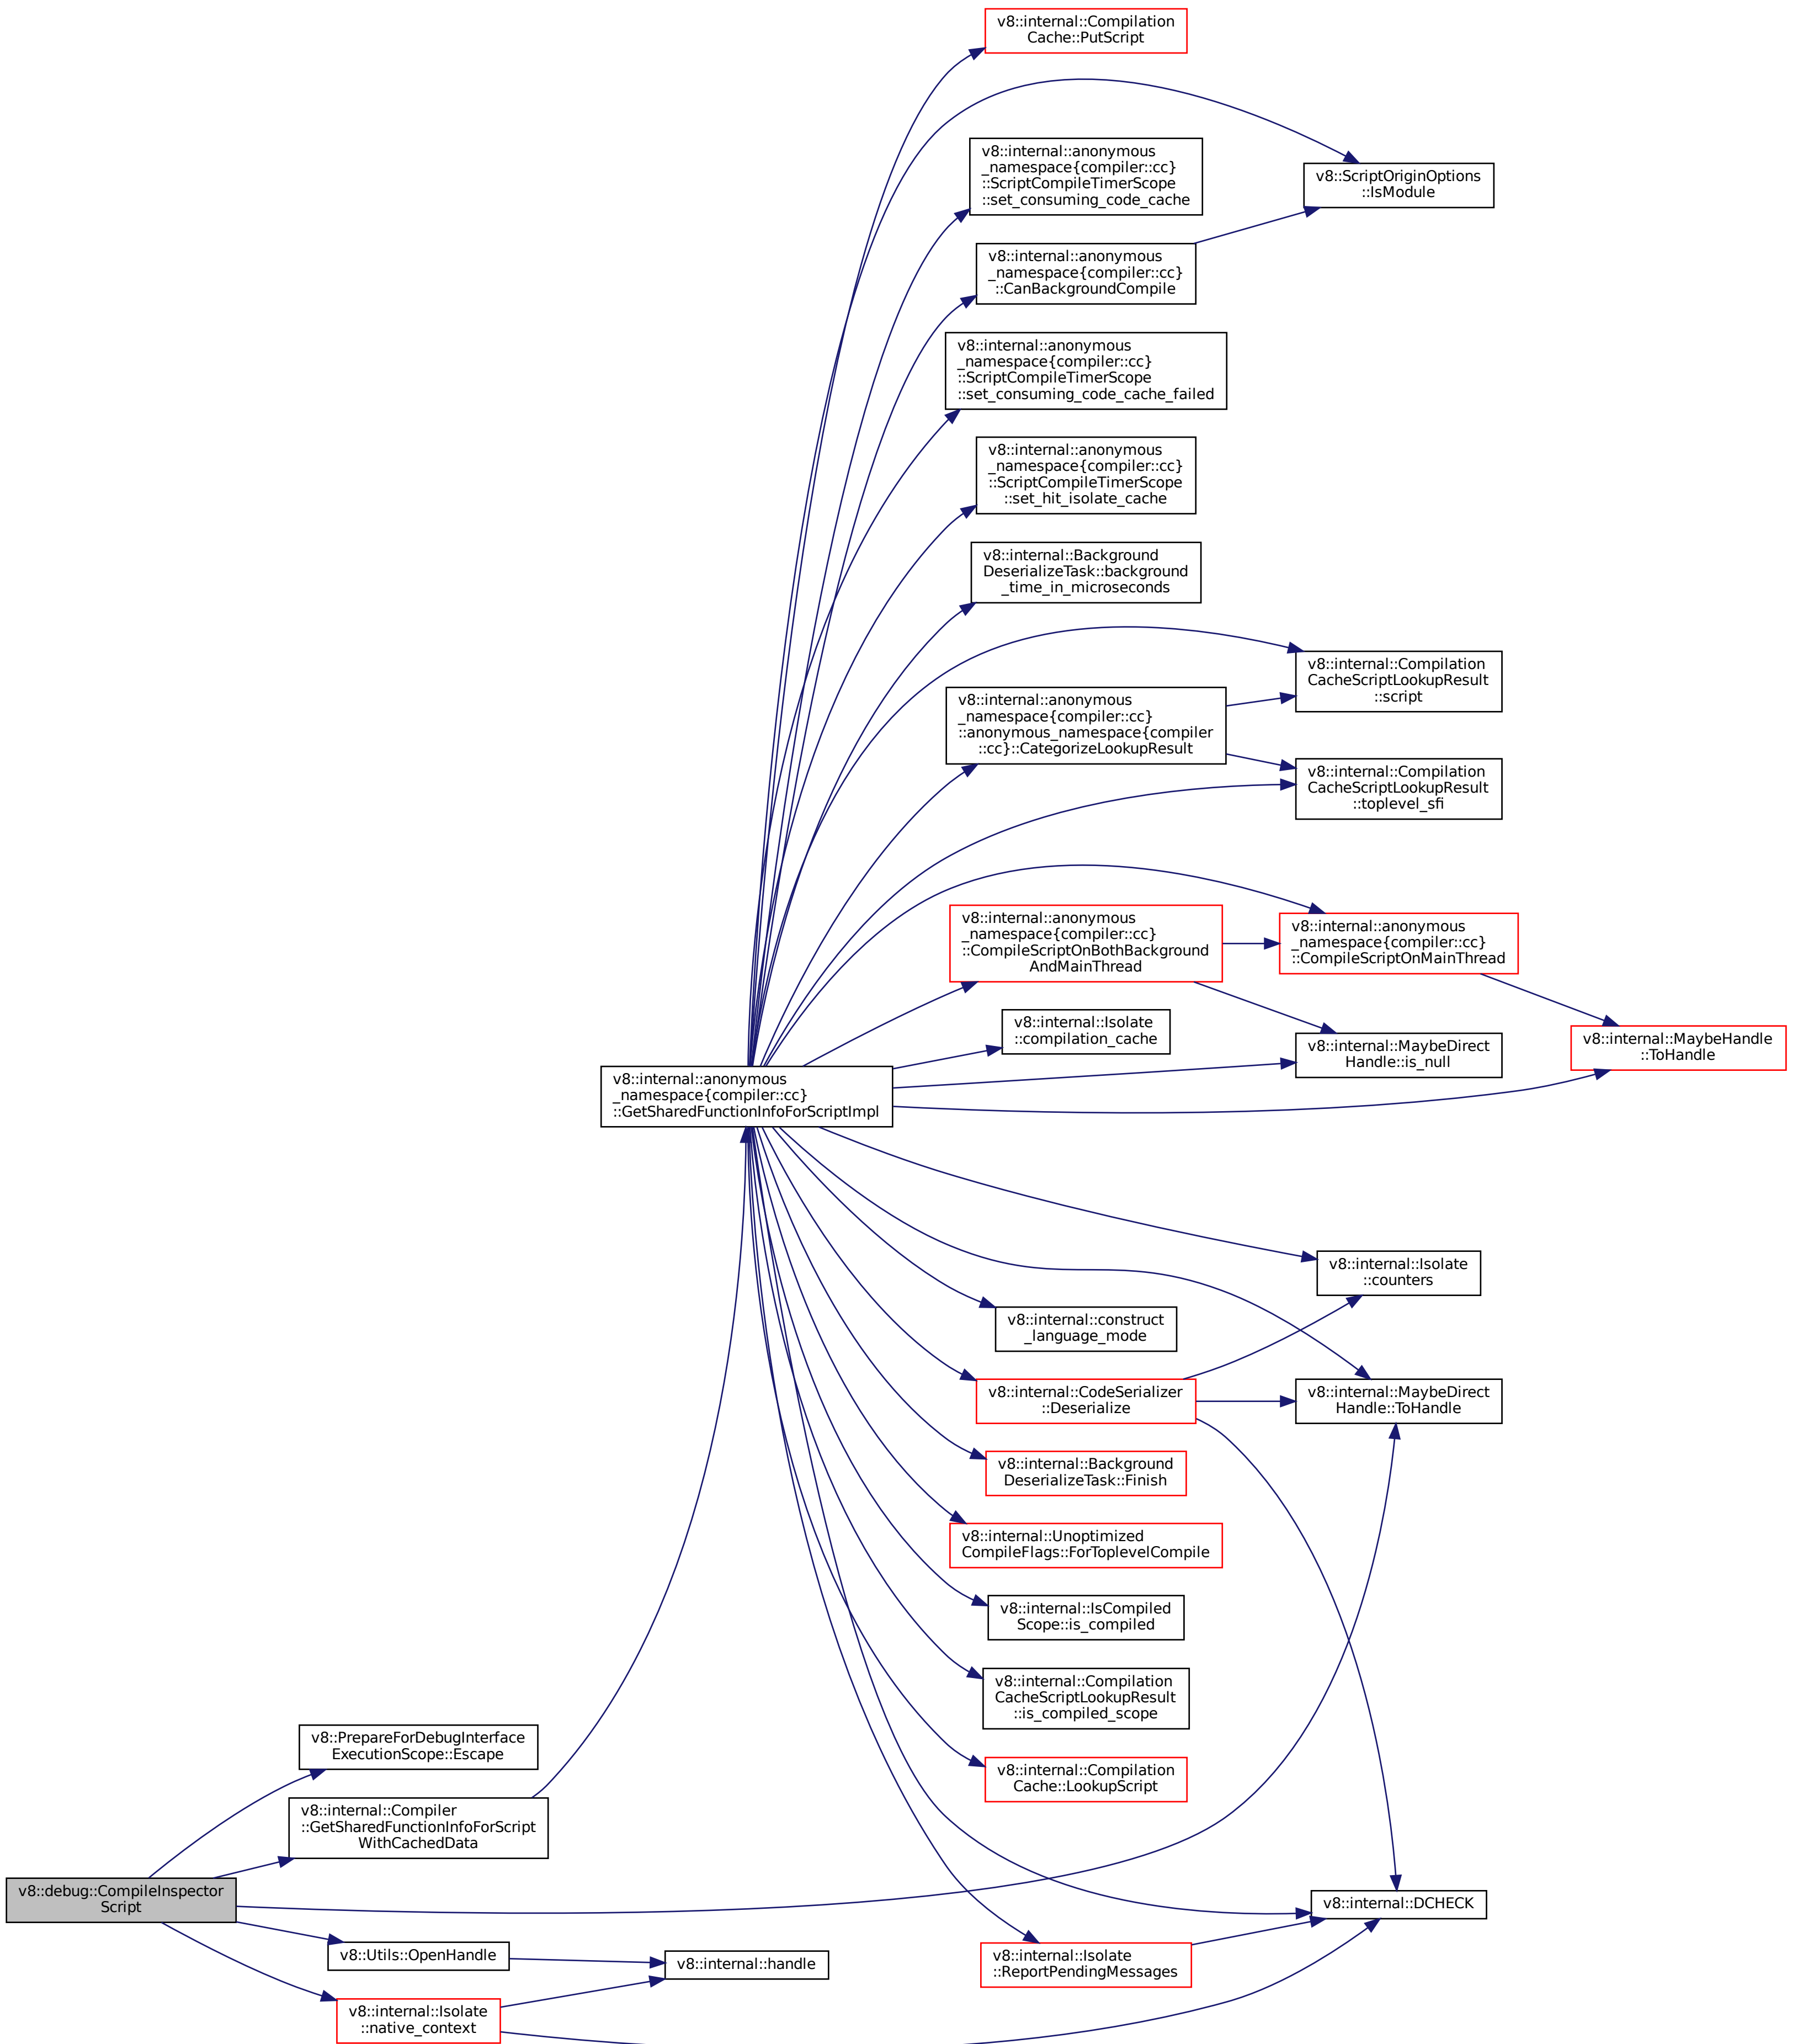 v8::internal::Compilation
Cache::PutScript
v8::internal::anonymous
_namespace{compiler::cc}
::ScriptCompileTimerScope
::set_consuming_code_cache
v8::ScriptOriginOptions
::IsModule
v8::internal::anonymous
_namespace{compiler::cc}
::CanBackgroundCompile
v8::internal::anonymous
_namespace{compiler::cc}
::ScriptCompileTimerScope
::set_consuming_code_cache_failed
v8::internal::anonymous
_namespace{compiler::cc}
::ScriptCompileTimerScope
::set_hit_isolate_cache
v8::internal::Background
DeserializeTask::background
_time_in_microseconds
v8::internal::Compilation
CacheScriptLookupResult
::script
v8::internal::anonymous
_namespace{compiler::cc}
::anonymous_namespace{compiler
::cc}::CategorizeLookupResult
v8::internal::Compilation
CacheScriptLookupResult
::toplevel_sfi
v8::internal::anonymous
_namespace{compiler::cc}
::CompileScriptOnBothBackground
AndMainThread
v8::internal::anonymous
_namespace{compiler::cc}
::CompileScriptOnMainThread
v8::internal::Isolate
::compilation_cache
v8::internal::MaybeDirect
Handle::is_null
v8::internal::MaybeHandle
::ToHandle
v8::internal::anonymous
_namespace{compiler::cc}
::GetSharedFunctionInfoForScriptImpl
v8::internal::Isolate
::counters
v8::internal::construct
_language_mode
v8::internal::CodeSerializer
::Deserialize
v8::internal::MaybeDirect
Handle::ToHandle
v8::internal::Background
DeserializeTask::Finish
v8::internal::Unoptimized
CompileFlags::ForToplevelCompile
v8::internal::IsCompiled
Scope::is_compiled
v8::internal::Compilation
CacheScriptLookupResult
::is_compiled_scope
v8::PrepareForDebugInterface
ExecutionScope::Escape
v8::internal::Compilation
Cache::LookupScript
v8::internal::Compiler
::GetSharedFunctionInfoForScript
WithCachedData
v8::debug::CompileInspector
Script
v8::internal::DCHECK
v8::Utils::OpenHandle
v8::internal::handle
v8::internal::Isolate
::ReportPendingMessages
v8::internal::Isolate
::native_context